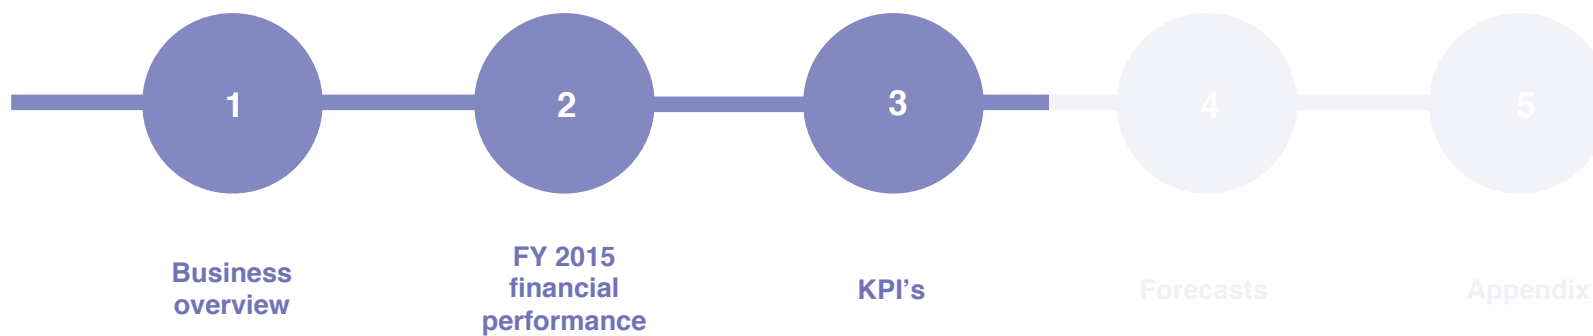 1
2
3
4
5
Business
overview
FY 2015
financial
performance
KPI's
Forecasts
Appendix